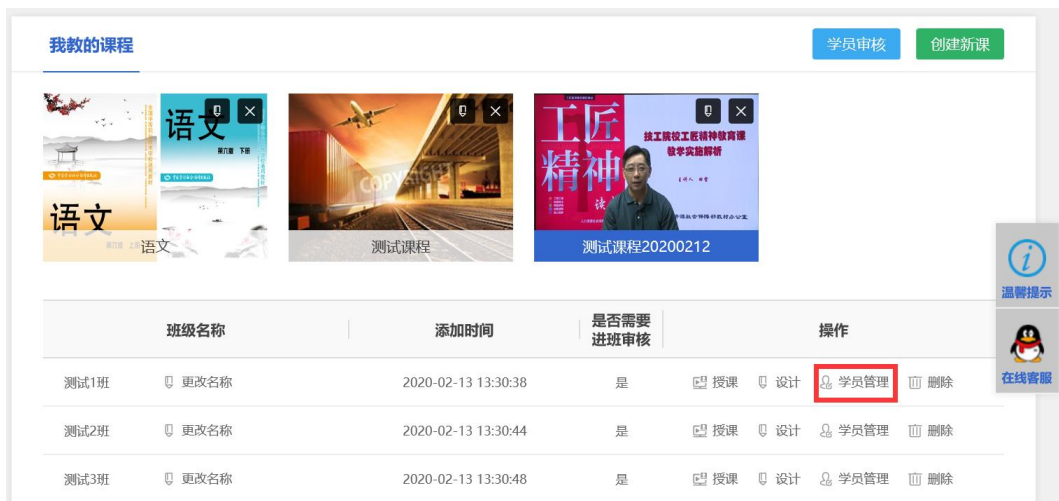 我教的课程
学员审核
创建新课
语文
第六版 下册
语文
第六版 上册
语文
COPYRIGHT
测试课程
工匠
精神
读
技工院校工匠精神教育课
教学实施解析
测试课程20200212
温馨提示
在线客服
班级名称 添加时间 是否需要
进班审核 操作
测试1班 更改名称 2020-02-13 13:30:38 是 授课 设计 学员管理 删除
测试2班 更改名称 2020-02-13 13:30:44 是 授课 设计 学员管理 删除
测试3班 更改名称 2020-02-13 13:30:48 是 授课 设计 学员管理 删除